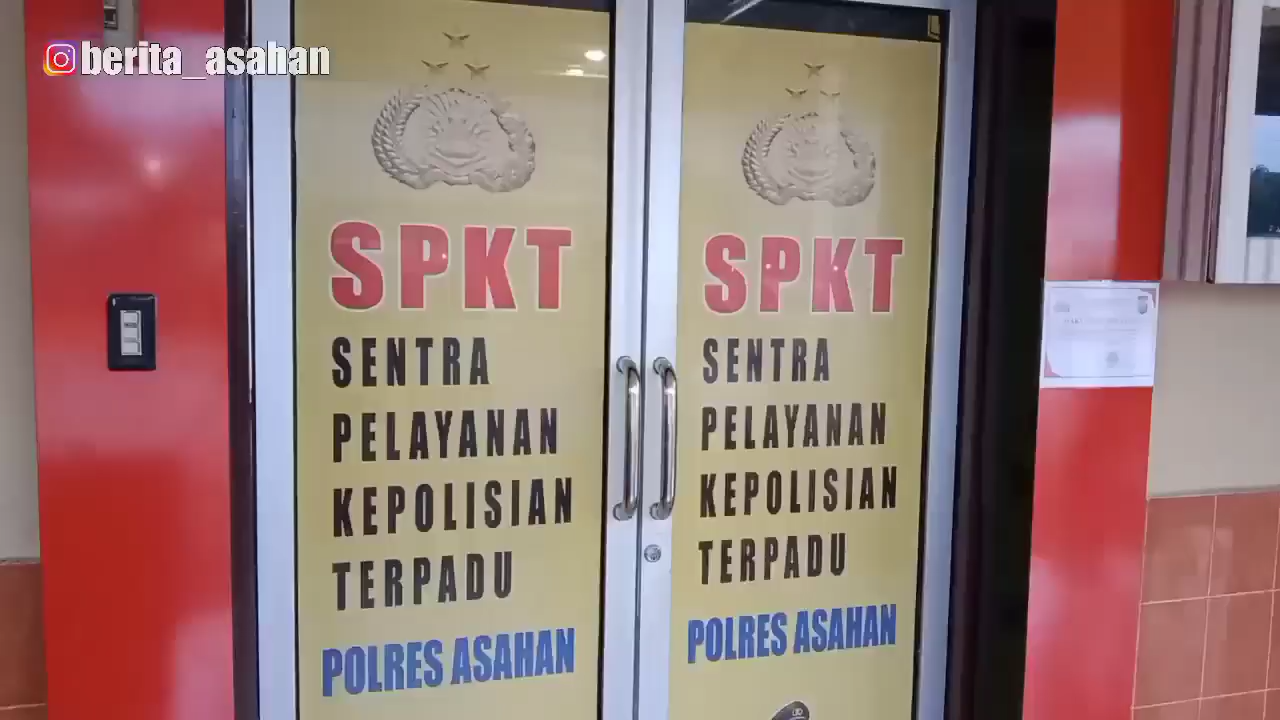 berita_asahan
SPKT
SENTRA
PELAYANAN
KEPOLISIAN
TERPADU
POLRES ASAHAN
SPKT
SENTRA
PELAYANAN
KEPOLISIAN
TERPADU
POLRES ASAHAN